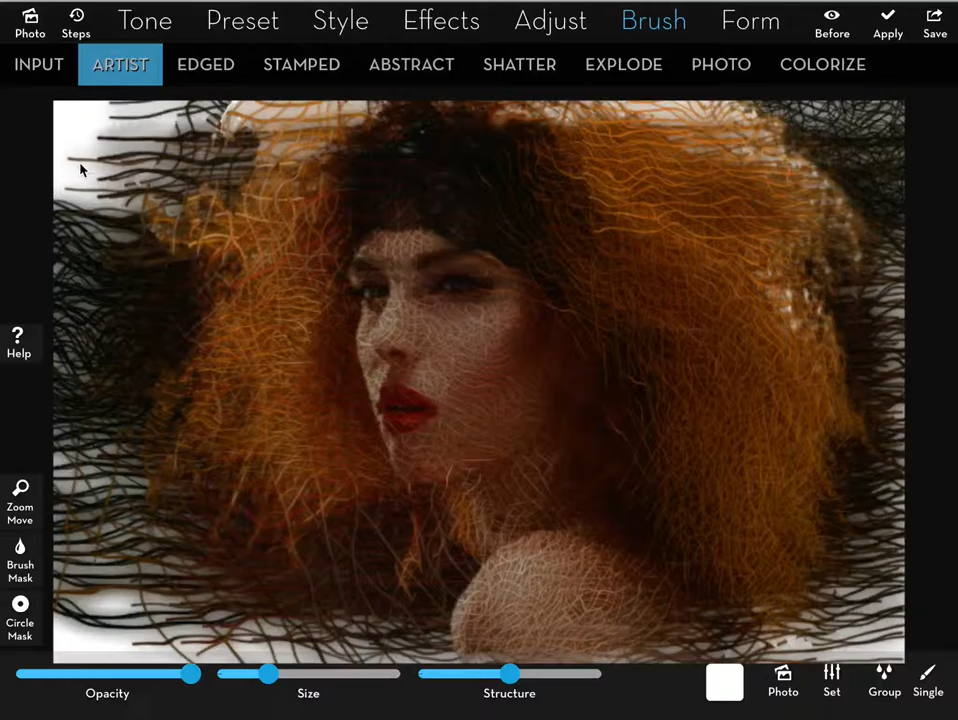 Photo Steps Tone Preset Style Effects Adjust Brush Form Before Apply Save
INPUT ARTIST EDGED STAMPED ABSTRACT SHATTER EXPLODE PHOTO COLORIZE
?
Help
Zoom
Move
Brush
Mask
Circle
Mask
Opacity Size Structure Photo Set Group Single